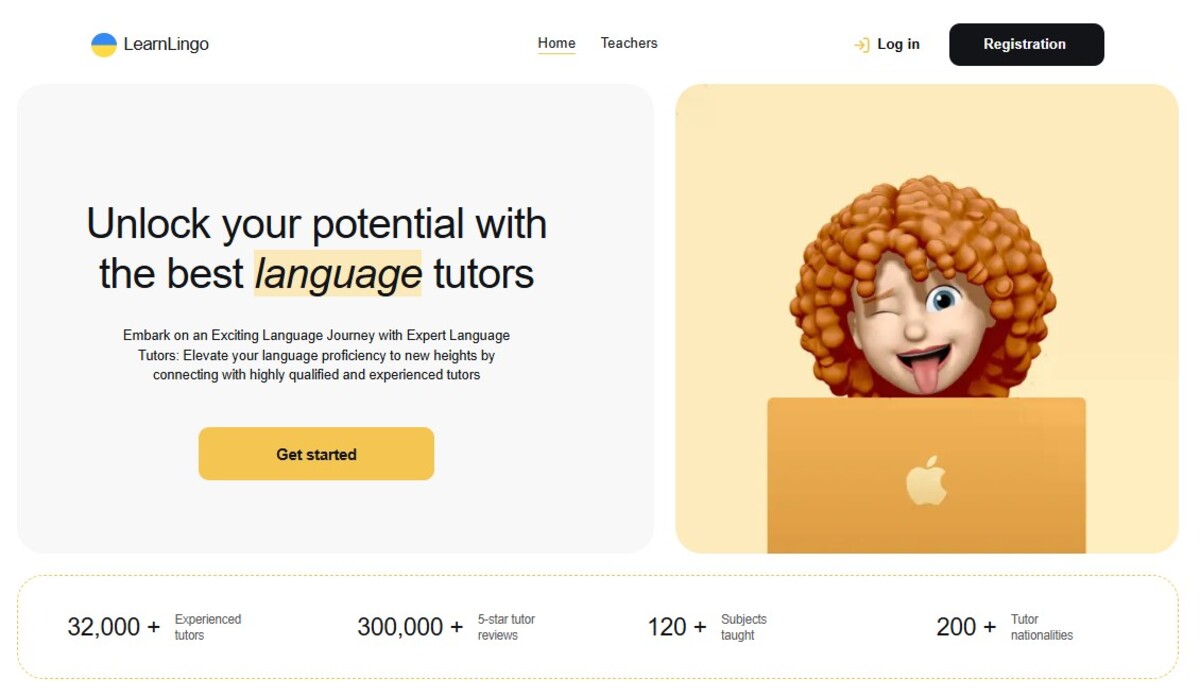 LearnLingo
Home
Teachers
Log in
Registration
Unlock your potential with
the best language tutors
Embark on an Exciting Language Journey with Expert Language
Tutors: Elevate your language proficiency to new heights by
connecting with highly qualified and experienced tutors
Get started
32,000 +
Experienced
tutors
300,000 +
5-star tutor
reviews
120 +
Subjects
taught
200 +
Tutor
nationalities